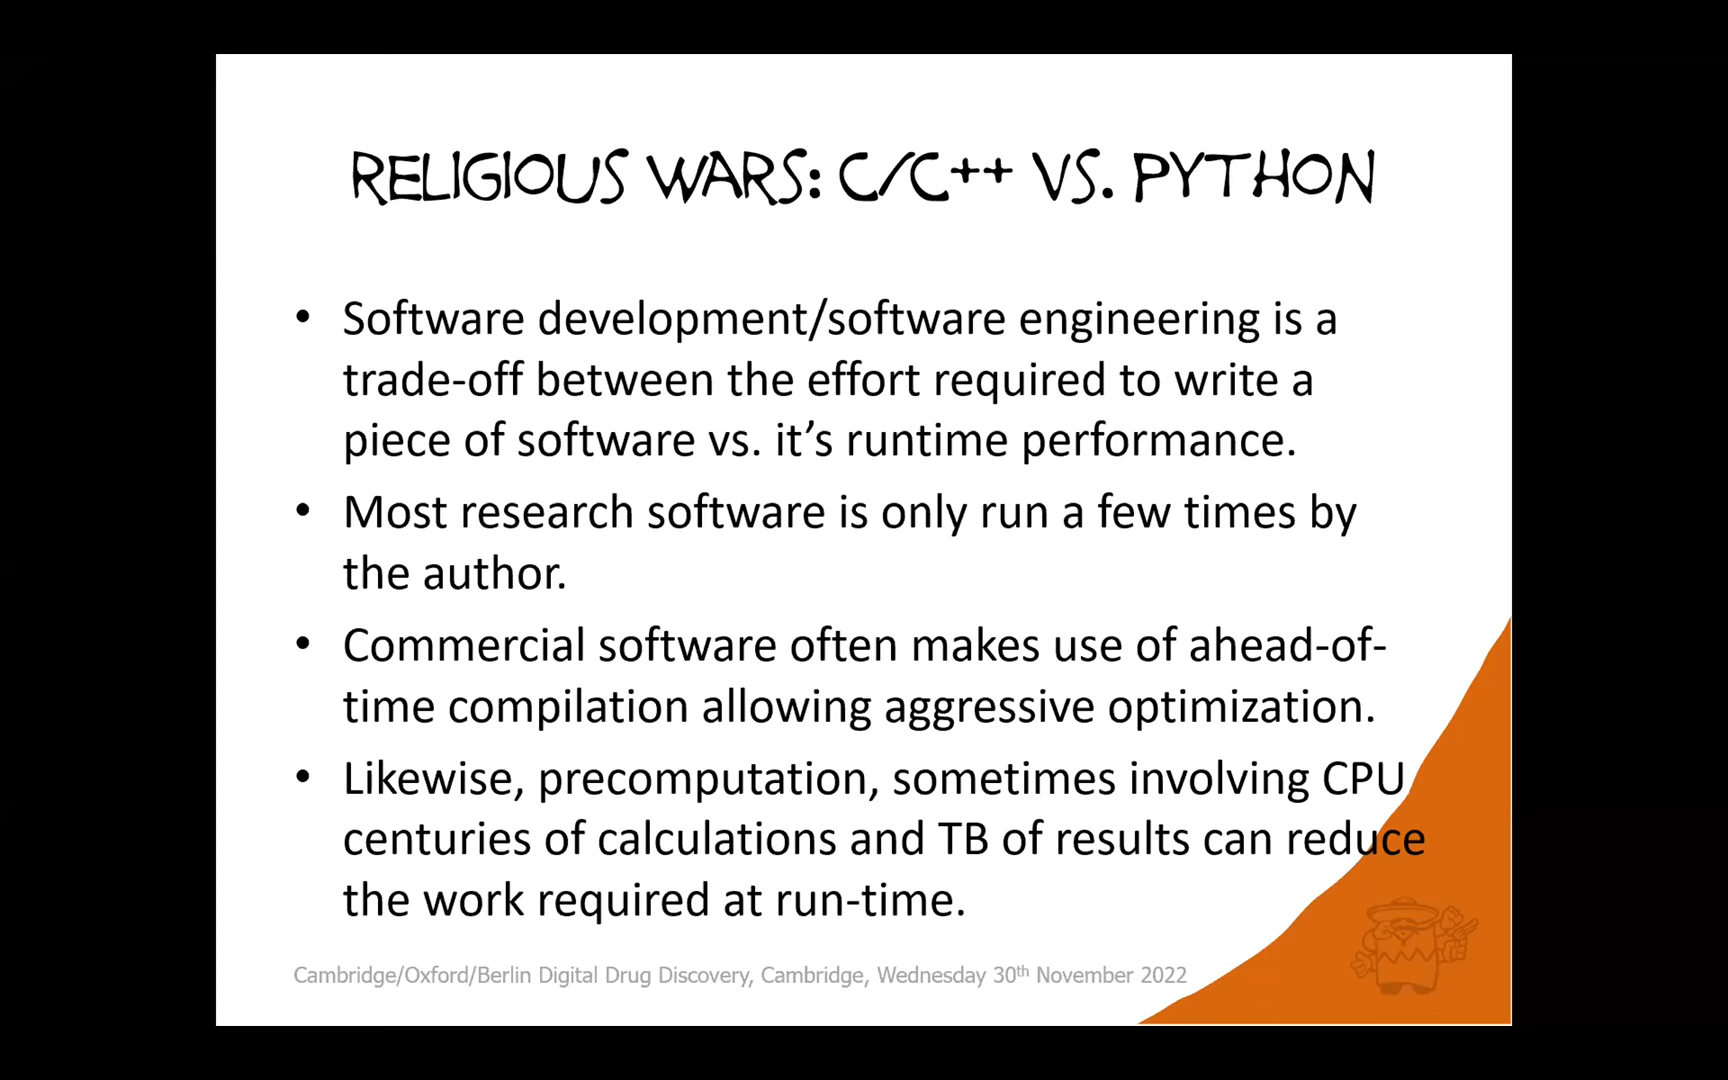 RELIGIOUS WARS: C/C++ VS. PYTHON
• Software development/software engineering is a
trade-off between the effort required to write a
piece of software vs. it’s runtime performance.
• Most research software is only run a few times by
the author.
• Commercial software often makes use of ahead-of-
time compilation allowing aggressive optimization.
• Likewise, precomputation, sometimes involving CPU
centuries of calculations and TB of results can reduce
the work required at run-time.
Cambridge/Oxford/Berlin Digital Drug Discovery, Cambridge, Wednesday 30th November 2022